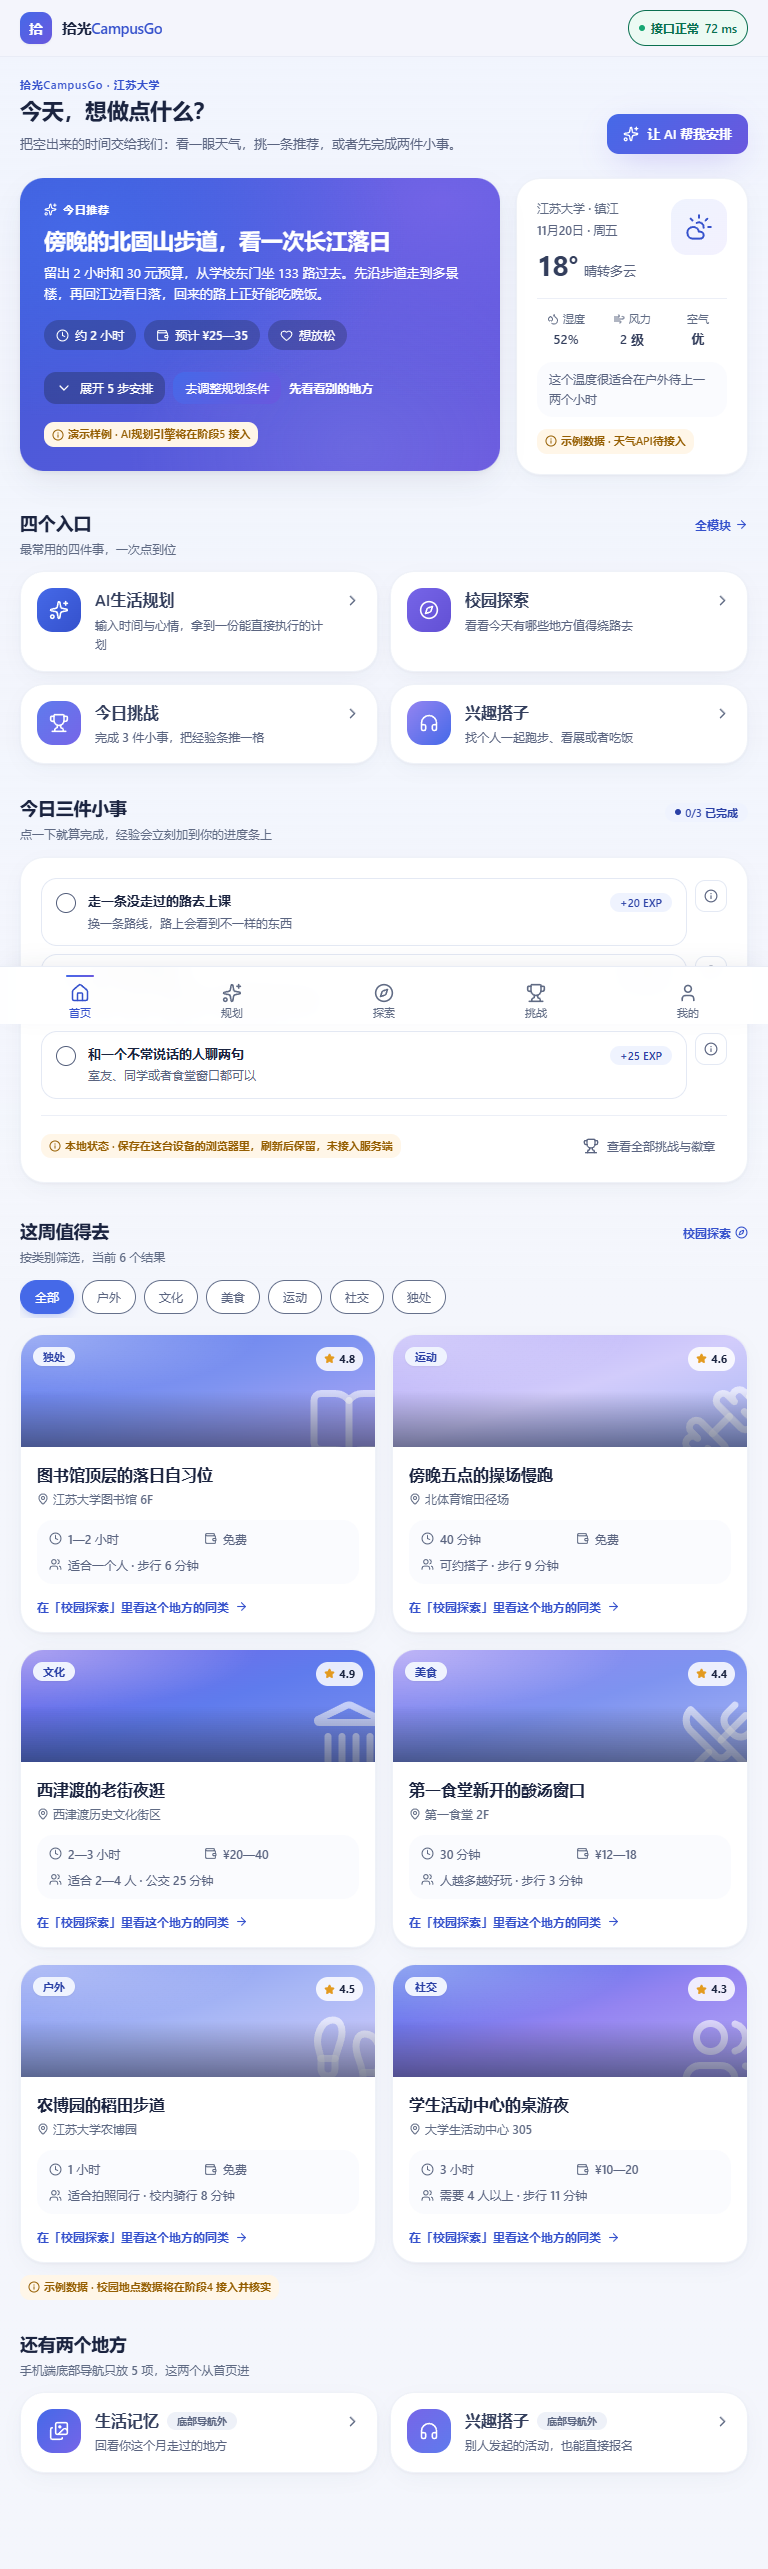 拾 拾光CampusGo
接口正常 72 ms
拾光CampusGo · 江苏大学
今天，想做点什么？
把空出来的时间交给我们：看一眼天气，挑一条推荐，或者先完成两件小事。
让 AI 帮我安排
今日推荐
傍晚的北固山步道，看一次长江落日
留出 2 小时和 30 元预算，从学校东门坐 133 路过去。先沿步道走到多景
楼，再回江边看日落，回来的路上正好能吃晚饭。
约 2 小时
预计 ¥25—35
想放松
展开 5 步安排
去调整规划条件
先看看别的地方
演示样例 · AI规划引擎将在阶段5 接入
江苏大学 · 镇江
11月20日 · 周五
18° 晴转多云
湿度
风力
空气
52%
2 级
优
这个温度很适合在户外待上一
两个小时
示例数据 · 天气API待接入
四个入口
全模块
最常用的四件事，一次点到位
AI生活规划
输入时间与心情，拿到一份能直接执行的计
划
校园探索
看看今天有哪些地方值得绕路去
今日挑战
完成 3 件小事，把经验条推一格
兴趣搭子
找个人一起跑步、看展或者吃饭
今日三件小事
0/3 已完成
点一下就算完成，经验会立刻加到你的进度条上
走一条没走过的路去上课
+20 EXP
换一条路线，路上会看到不一样的东西
首页
规划
探索
挑战
我的
和一个不常说话的人聊两句
+25 EXP
室友、同学或者食堂窗口都可以
本地状态 · 保存在这台设备的浏览器里，刷新后保留，未接入服务端
查看全部挑战与徽章
这周值得去
校园探索
按类别筛选，当前 6 个结果
全部
户外
文化
美食
运动
社交
独处
独处
4.8
图书馆顶层的落日自习位
江苏大学图书馆 6F
1—2 小时
免费
适合一个人 · 步行 6 分钟
在「校园探索」里看这个地方的同类
运动
4.6
傍晚五点的操场慢跑
北体育馆田径场
40 分钟
免费
可约搭子 · 步行 9 分钟
在「校园探索」里看这个地方的同类
文化
4.9
西津渡的老街夜逛
西津渡历史文化街区
2—3 小时
¥20—40
适合 2—4 人 · 公交 25 分钟
在「校园探索」里看这个地方的同类
美食
4.4
第一食堂新开的酸汤窗口
第一食堂 2F
30 分钟
¥12—18
人越多越好玩 · 步行 3 分钟
在「校园探索」里看这个地方的同类
户外
4.5
农博园的稻田步道
江苏大学农博园
1 小时
免费
适合拍照同行 · 校内骑行 8 分钟
在「校园探索」里看这个地方的同类
社交
4.3
学生活动中心的桌游夜
大学生活动中心 305
3 小时
¥10—20
需要 4 人以上 · 步行 11 分钟
在「校园探索」里看这个地方的同类
示例数据 · 校园地点数据将在阶段4 接入并核实
还有两个地方
手机端底部导航只放 5 项，这两个从首页进
生活记忆
底部导航外
回看你这个月走过的地方
兴趣搭子
底部导航外
别人发起的活动，也能直接报名